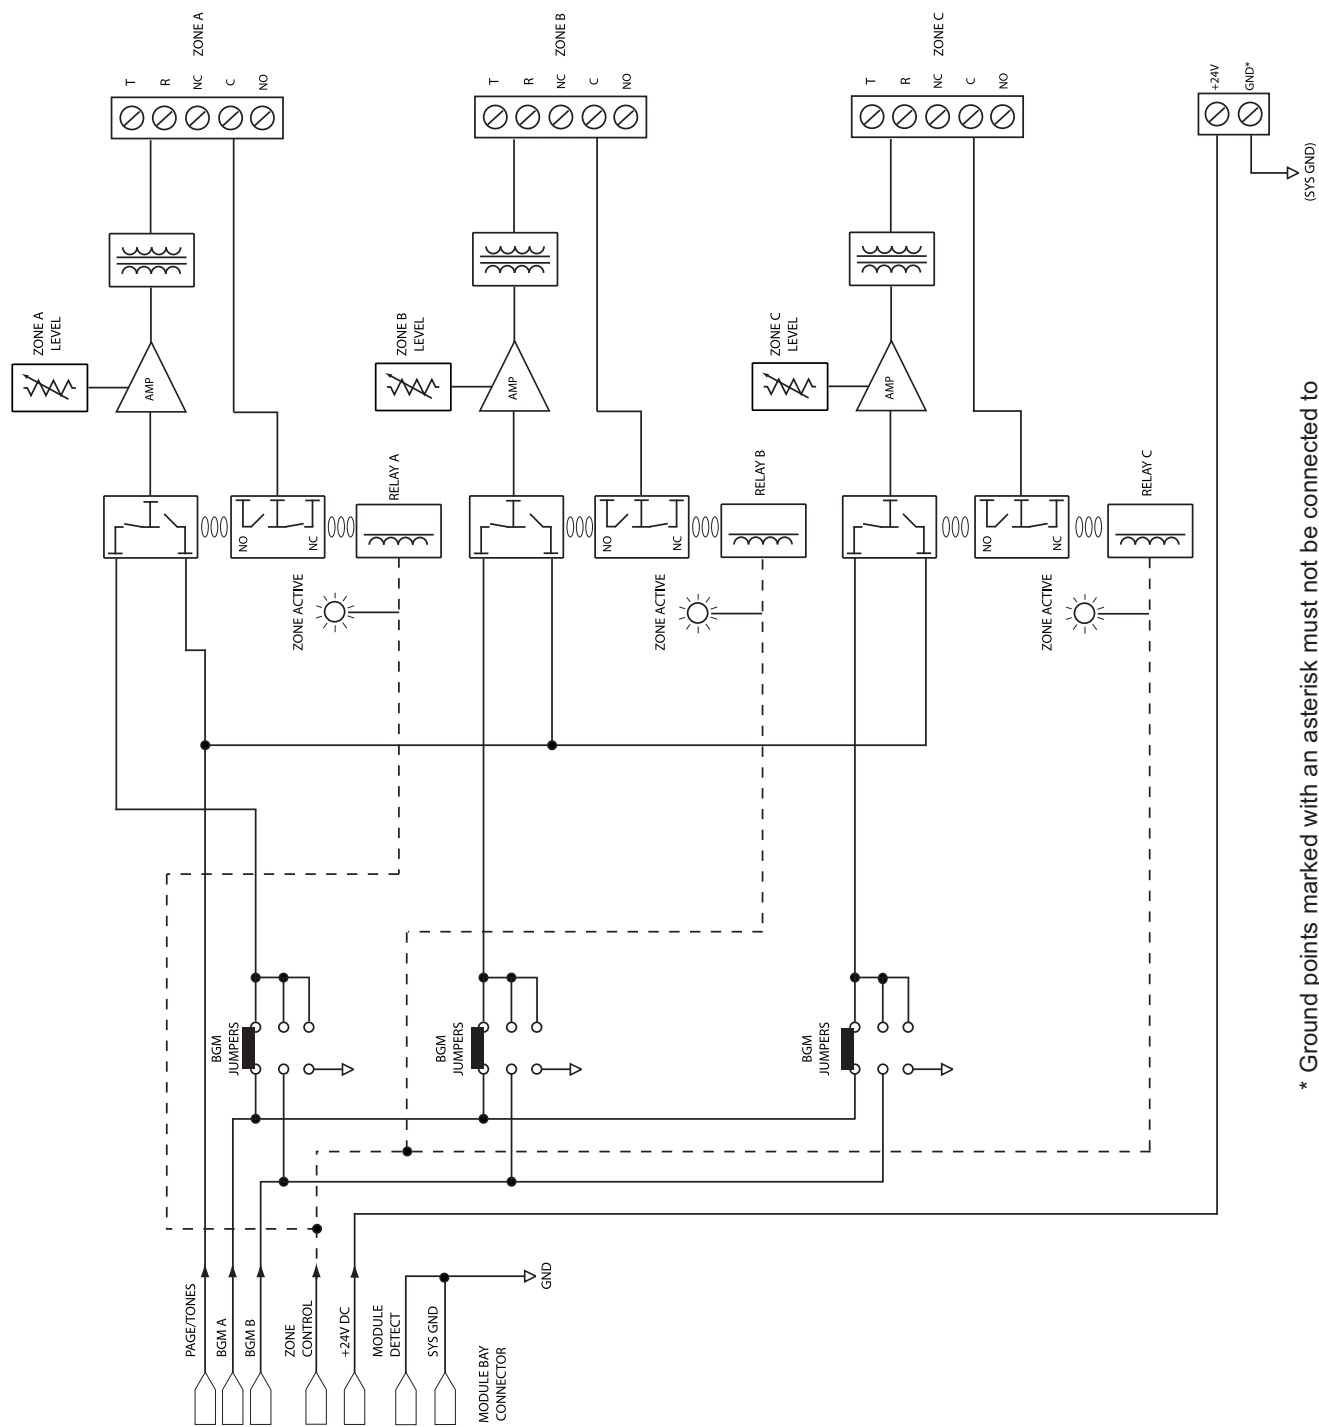 ZONE A
T
R
NC
C
NO
ZONE B
T
R
NC
C
NO
ZONE C
T
R
NC
C
NO
+24V
GND*
(SYS GND)
ZONE A
LEVEL
ZONE B
LEVEL
ZONE C
LEVEL
AMP
AMP
AMP
NO
NC
RELAY A
NO
NC
RELAY B
NO
NC
RELAY C
ZONE ACTIVE
ZONE ACTIVE
ZONE ACTIVE
BGM
JUMPERS
BGM
JUMPERS
BGM
JUMPERS
PAGE/TONES
BGM A
BGM B
ZONE
CONTROL
+24V DC
MODULE
DETECT
SYS GND
GND
MODULE BAY
CONNECTOR
* Ground points marked with an asterisk must not be connected to